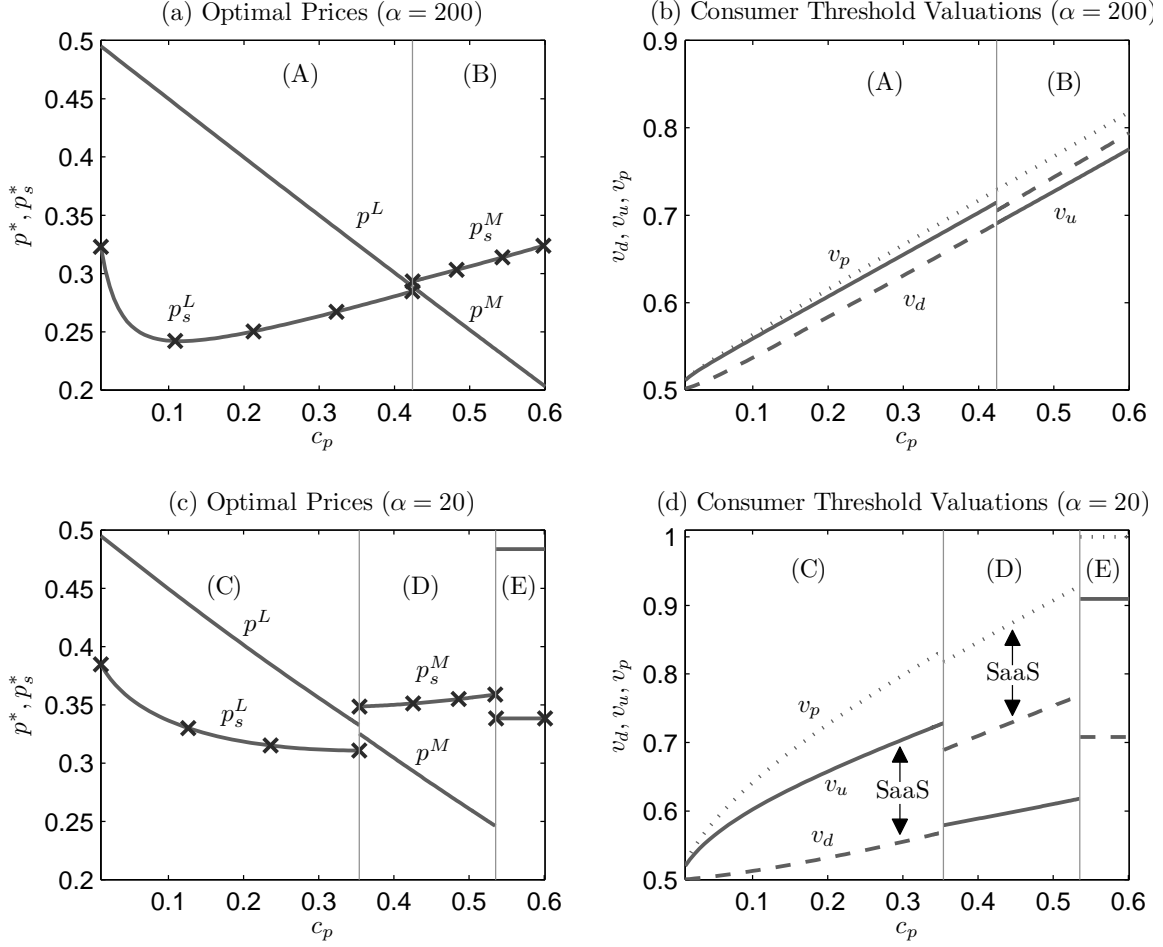 (a) Optimal Prices (α = 200)
0.5
0.45
0.4
0.35
0.3
0.25
0.2
p*, p_s^*
(A)
(B)
p^L
p_s^M
p_s^L
p^M
0.1 0.2 0.3 0.4 0.5 0.6
c_p
(b) Consumer Threshold Valuations (α = 200)
0.9
0.8
0.7
0.6
0.5
v_d, v_u, v_p
(A)
(B)
v_p
v_u
v_d
0.1 0.2 0.3 0.4 0.5 0.6
c_p
(c) Optimal Prices (α = 20)
0.5
0.45
0.4
0.35
0.3
0.25
0.2
p*, p_s^*
(C)
(D)
(E)
p^L
p_s^M
p_s^L
p^M
0.1 0.2 0.3 0.4 0.5 0.6
c_p
(d) Consumer Threshold Valuations (α = 20)
1
0.9
0.8
0.7
0.6
0.5
v_d, v_u, v_p
(C)
(D)
(E)
SaaS
v_p
v_u
SaaS
v_d
0.1 0.2 0.3 0.4 0.5 0.6
c_p